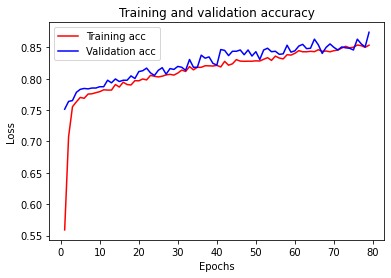 Training and validation accuracy
Training acc
Validation acc
0.85
0.80
0.75
0.70
0.65
0.60
0.55
Loss
0 10 20 30 40 50 60 70 80
Epochs